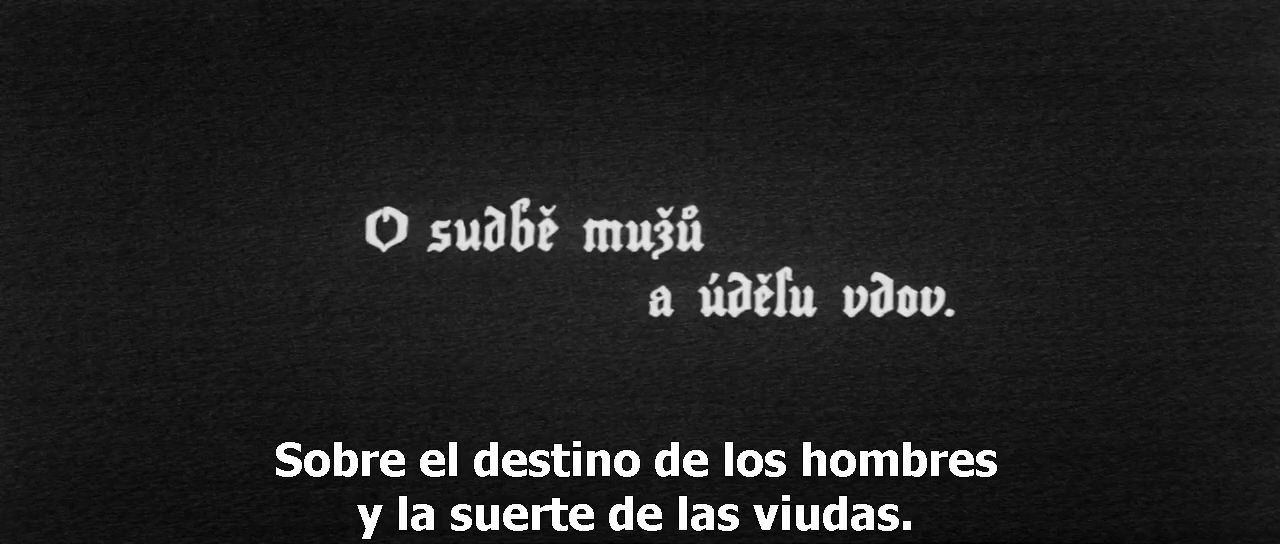 O sudbě mužů
a údělu vdov.
Sobre el destino de los hombres
y la suerte de las viudas.